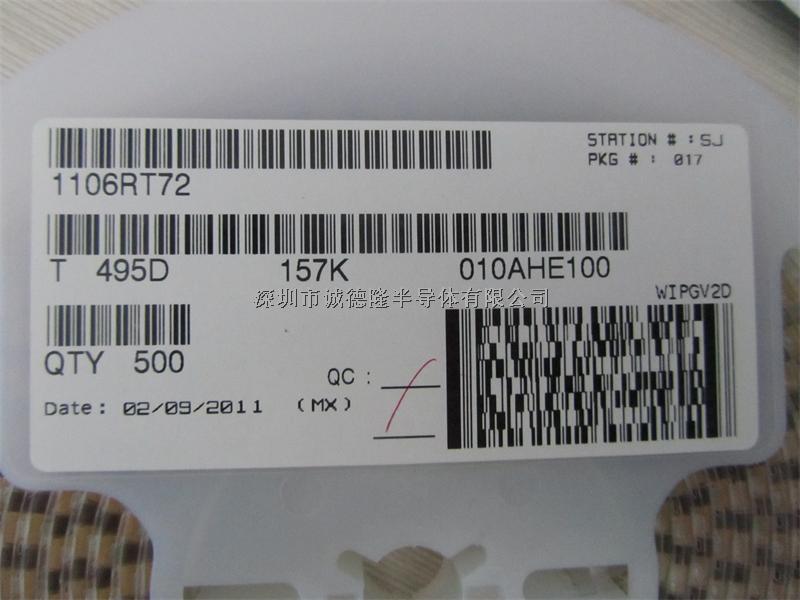 STATION # : SJ
PKG # : 017
1106RT72
T 495D 157K 010AHE100
深圳市诚德隆半导体有限公司
WIPGV2D
QTY 500
QC :
Date: 02/09/2011 (MX)